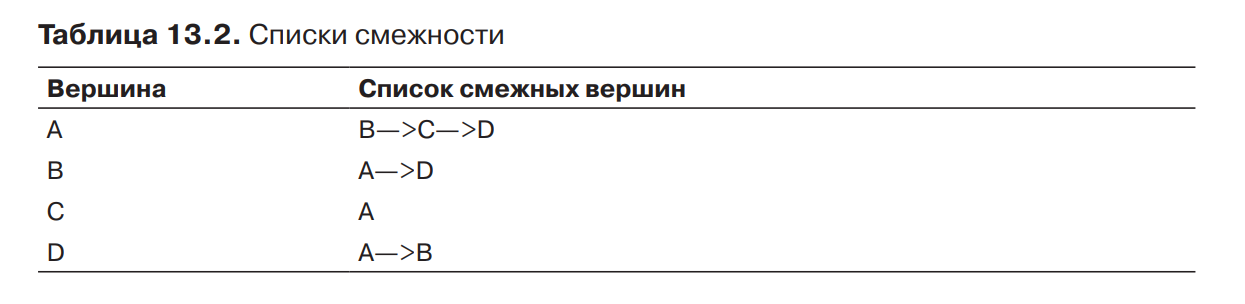 Таблица 13.2. Списки смежности
Вершина Список смежных вершин
A B—>C—>D
B A—>D
C A
D A—>B